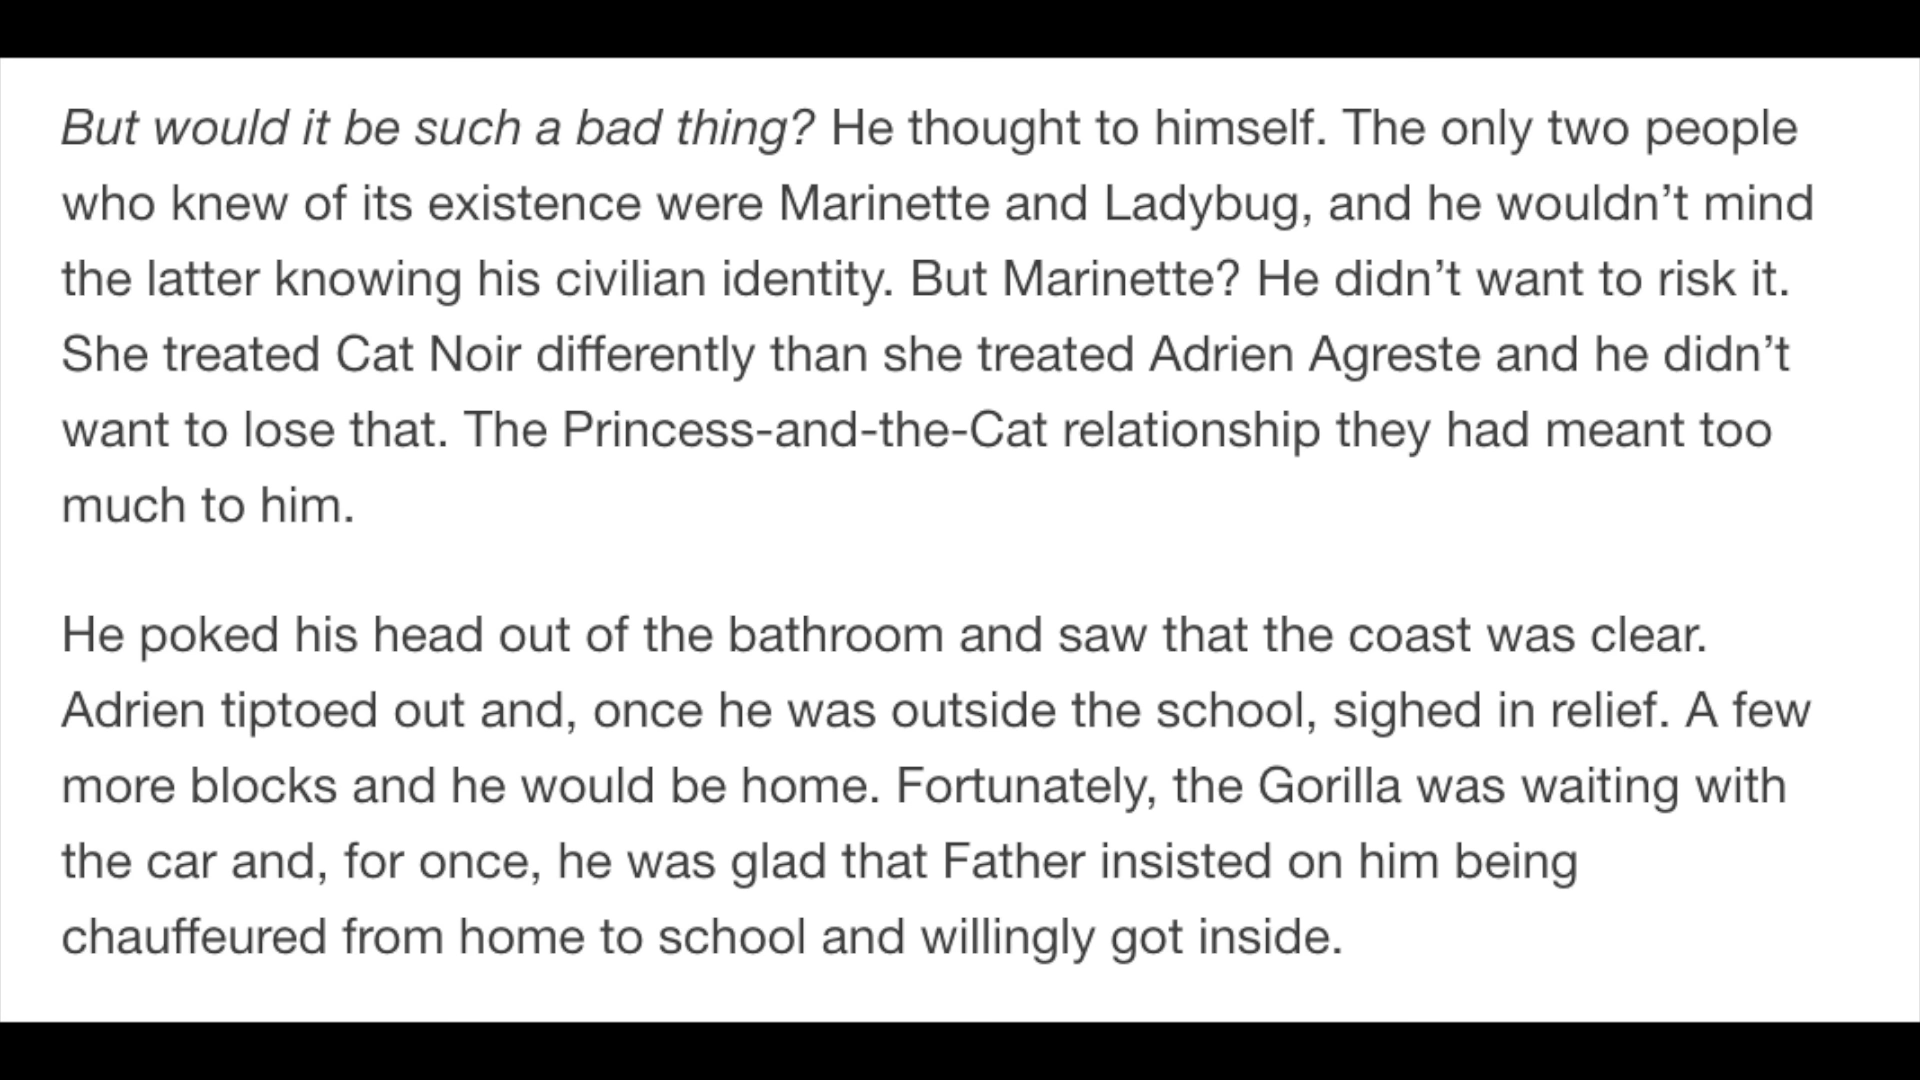 But would it be such a bad thing? He thought to himself. The only two people
who knew of its existence were Marinette and Ladybug, and he wouldn’t mind
the latter knowing his civilian identity. But Marinette? He didn’t want to risk it.
She treated Cat Noir differently than she treated Adrien Agreste and he didn’t
want to lose that. The Princess-and-the-Cat relationship they had meant too
much to him.
He poked his head out of the bathroom and saw that the coast was clear.
Adrien tiptoed out and, once he was outside the school, sighed in relief. A few
more blocks and he would be home. Fortunately, the Gorilla was waiting with
the car and, for once, he was glad that Father insisted on him being
chauffeured from home to school and willingly got inside.